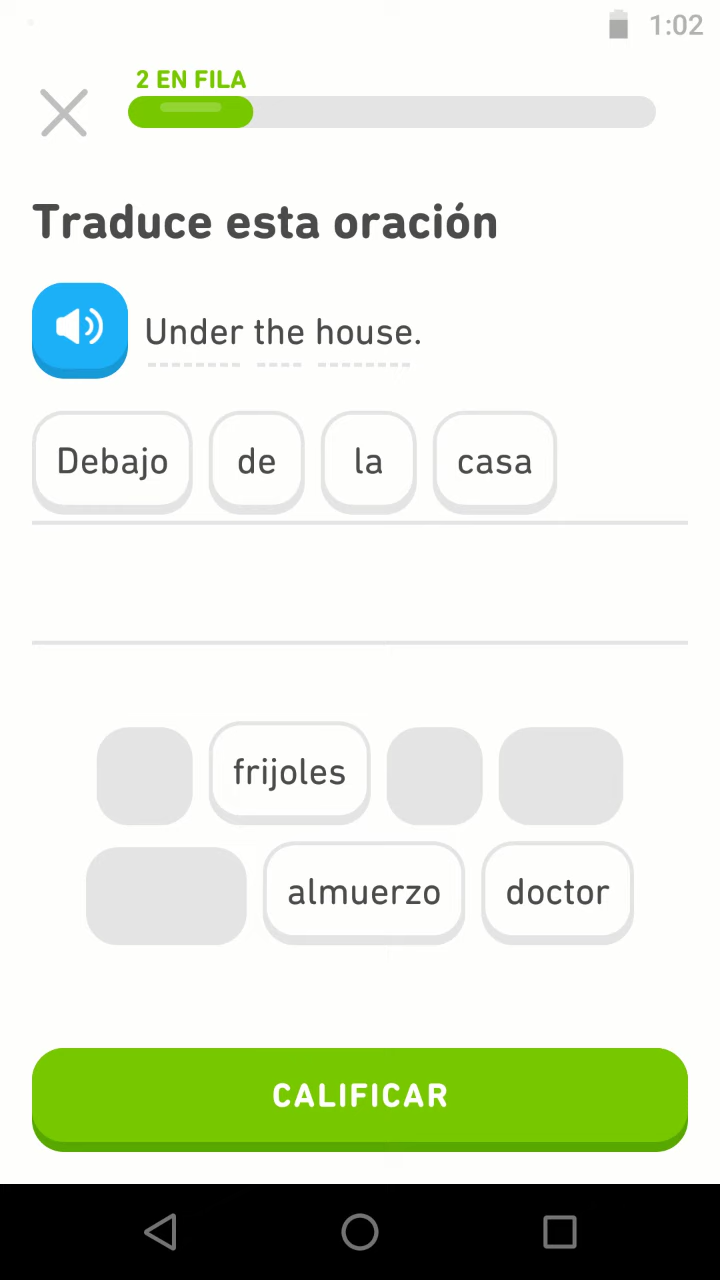 1:02
2 EN FILA
Traduce esta oración
Under the house.
Debajo de la casa
frijoles
almuerzo doctor
CALIFICAR